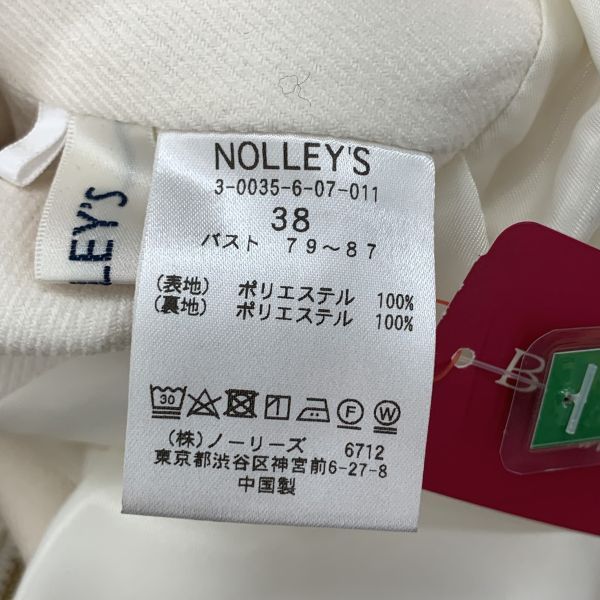 NOLLEY'S
3-0035-6-07-011
38
バスト 79~87
(表地) ポリエステル 100%
(裏地) ポリエステル 100%
30
F W
(株)ノーリーズ 6712
東京都渋谷区神宮前6-27-8
中国製
LEY'S
B